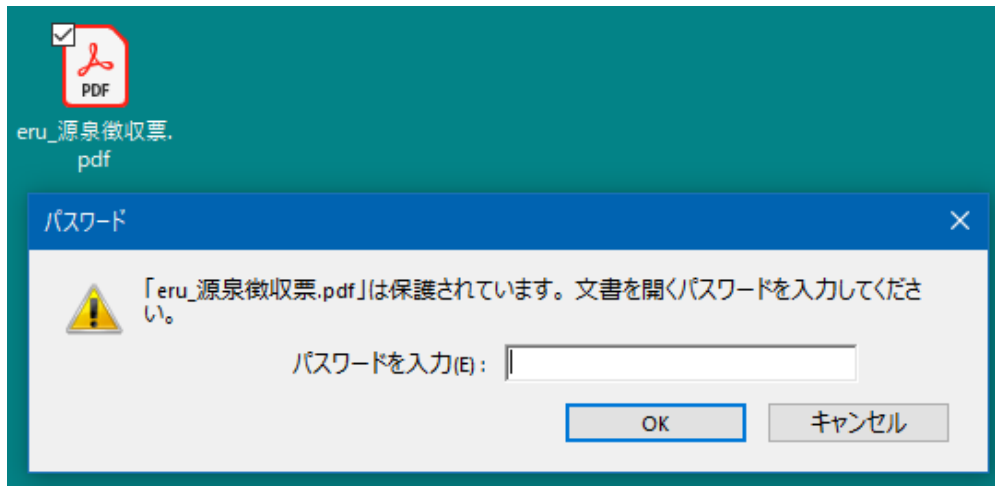 PDF
eru_源泉徴収票.
pdf
パスワード
「eru_源泉徴収票.pdf」は保護されています。文書を開くパスワードを入力してくださ
い。
パスワードを入力(E):
OK
キャンセル